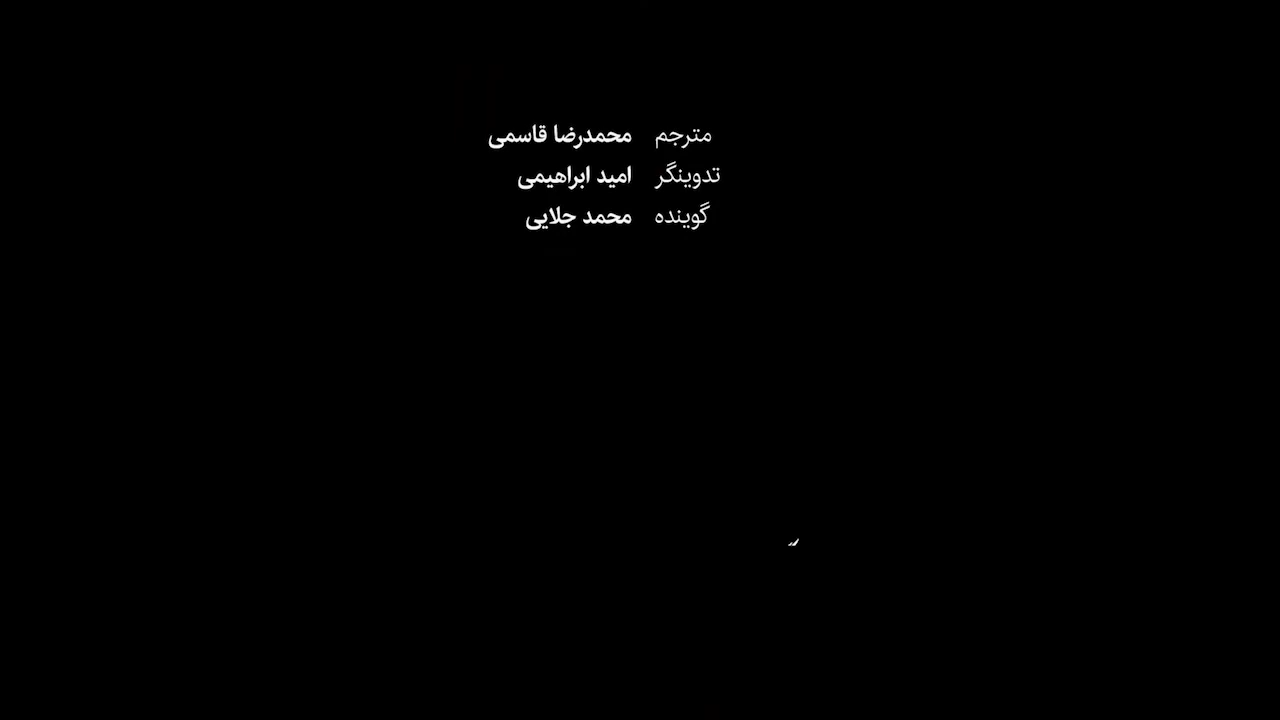 مترجم محمدرضا قاسمی
تدوینگر امید ابراهیمی
گوینده محمد جلایی